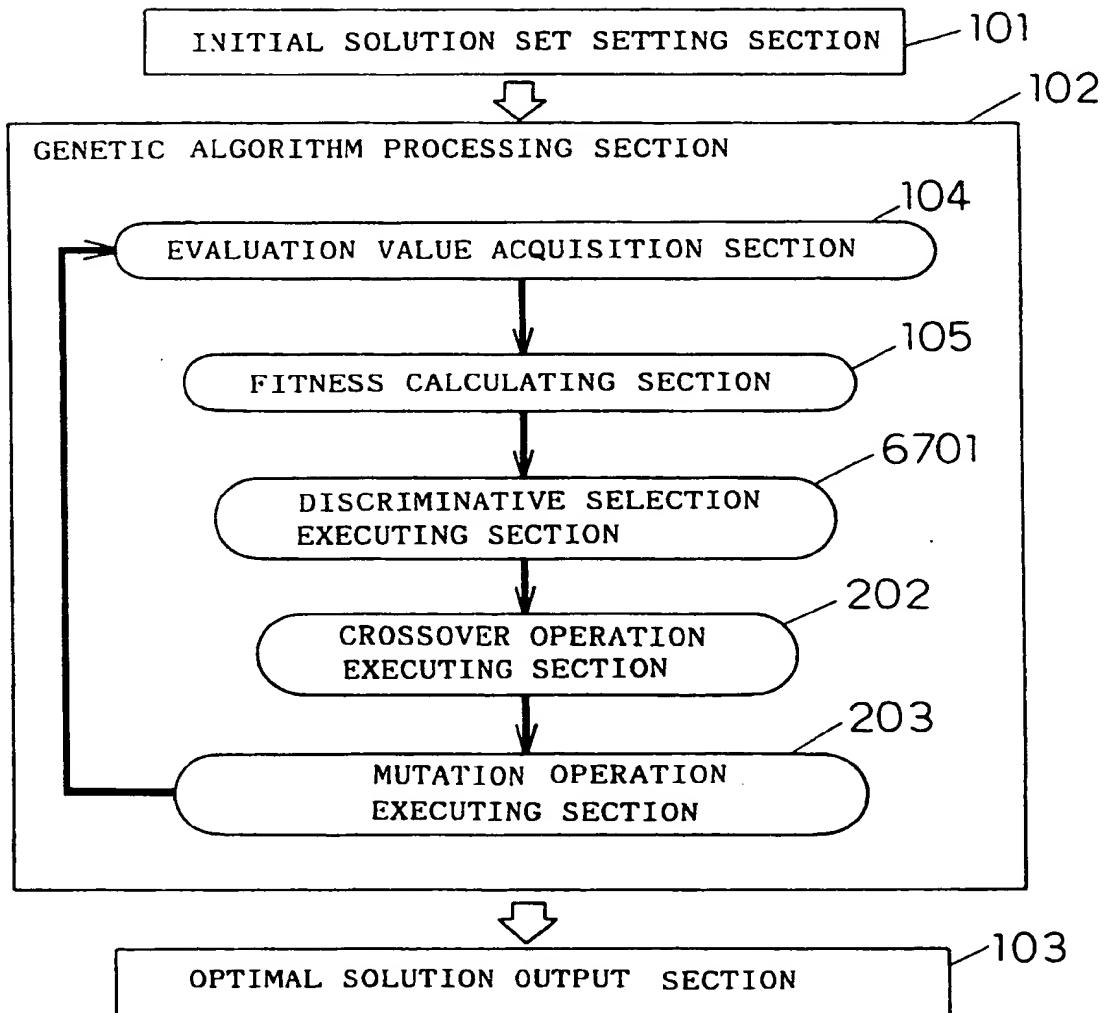 INITIAL SOLUTION SET SETTING SECTION
101
102
GENETIC ALGORITHM PROCESSING SECTION
104
EVALUATION VALUE ACQUISITION SECTION
105
FITNESS CALCULATING SECTION
6701
DISCRIMINATIVE SELECTION
EXECUTING SECTION
202
CROSSOVER OPERATION
EXECUTING SECTION
203
MUTATION OPERATION
EXECUTING SECTION
103
OPTIMAL SOLUTION OUTPUT SECTION